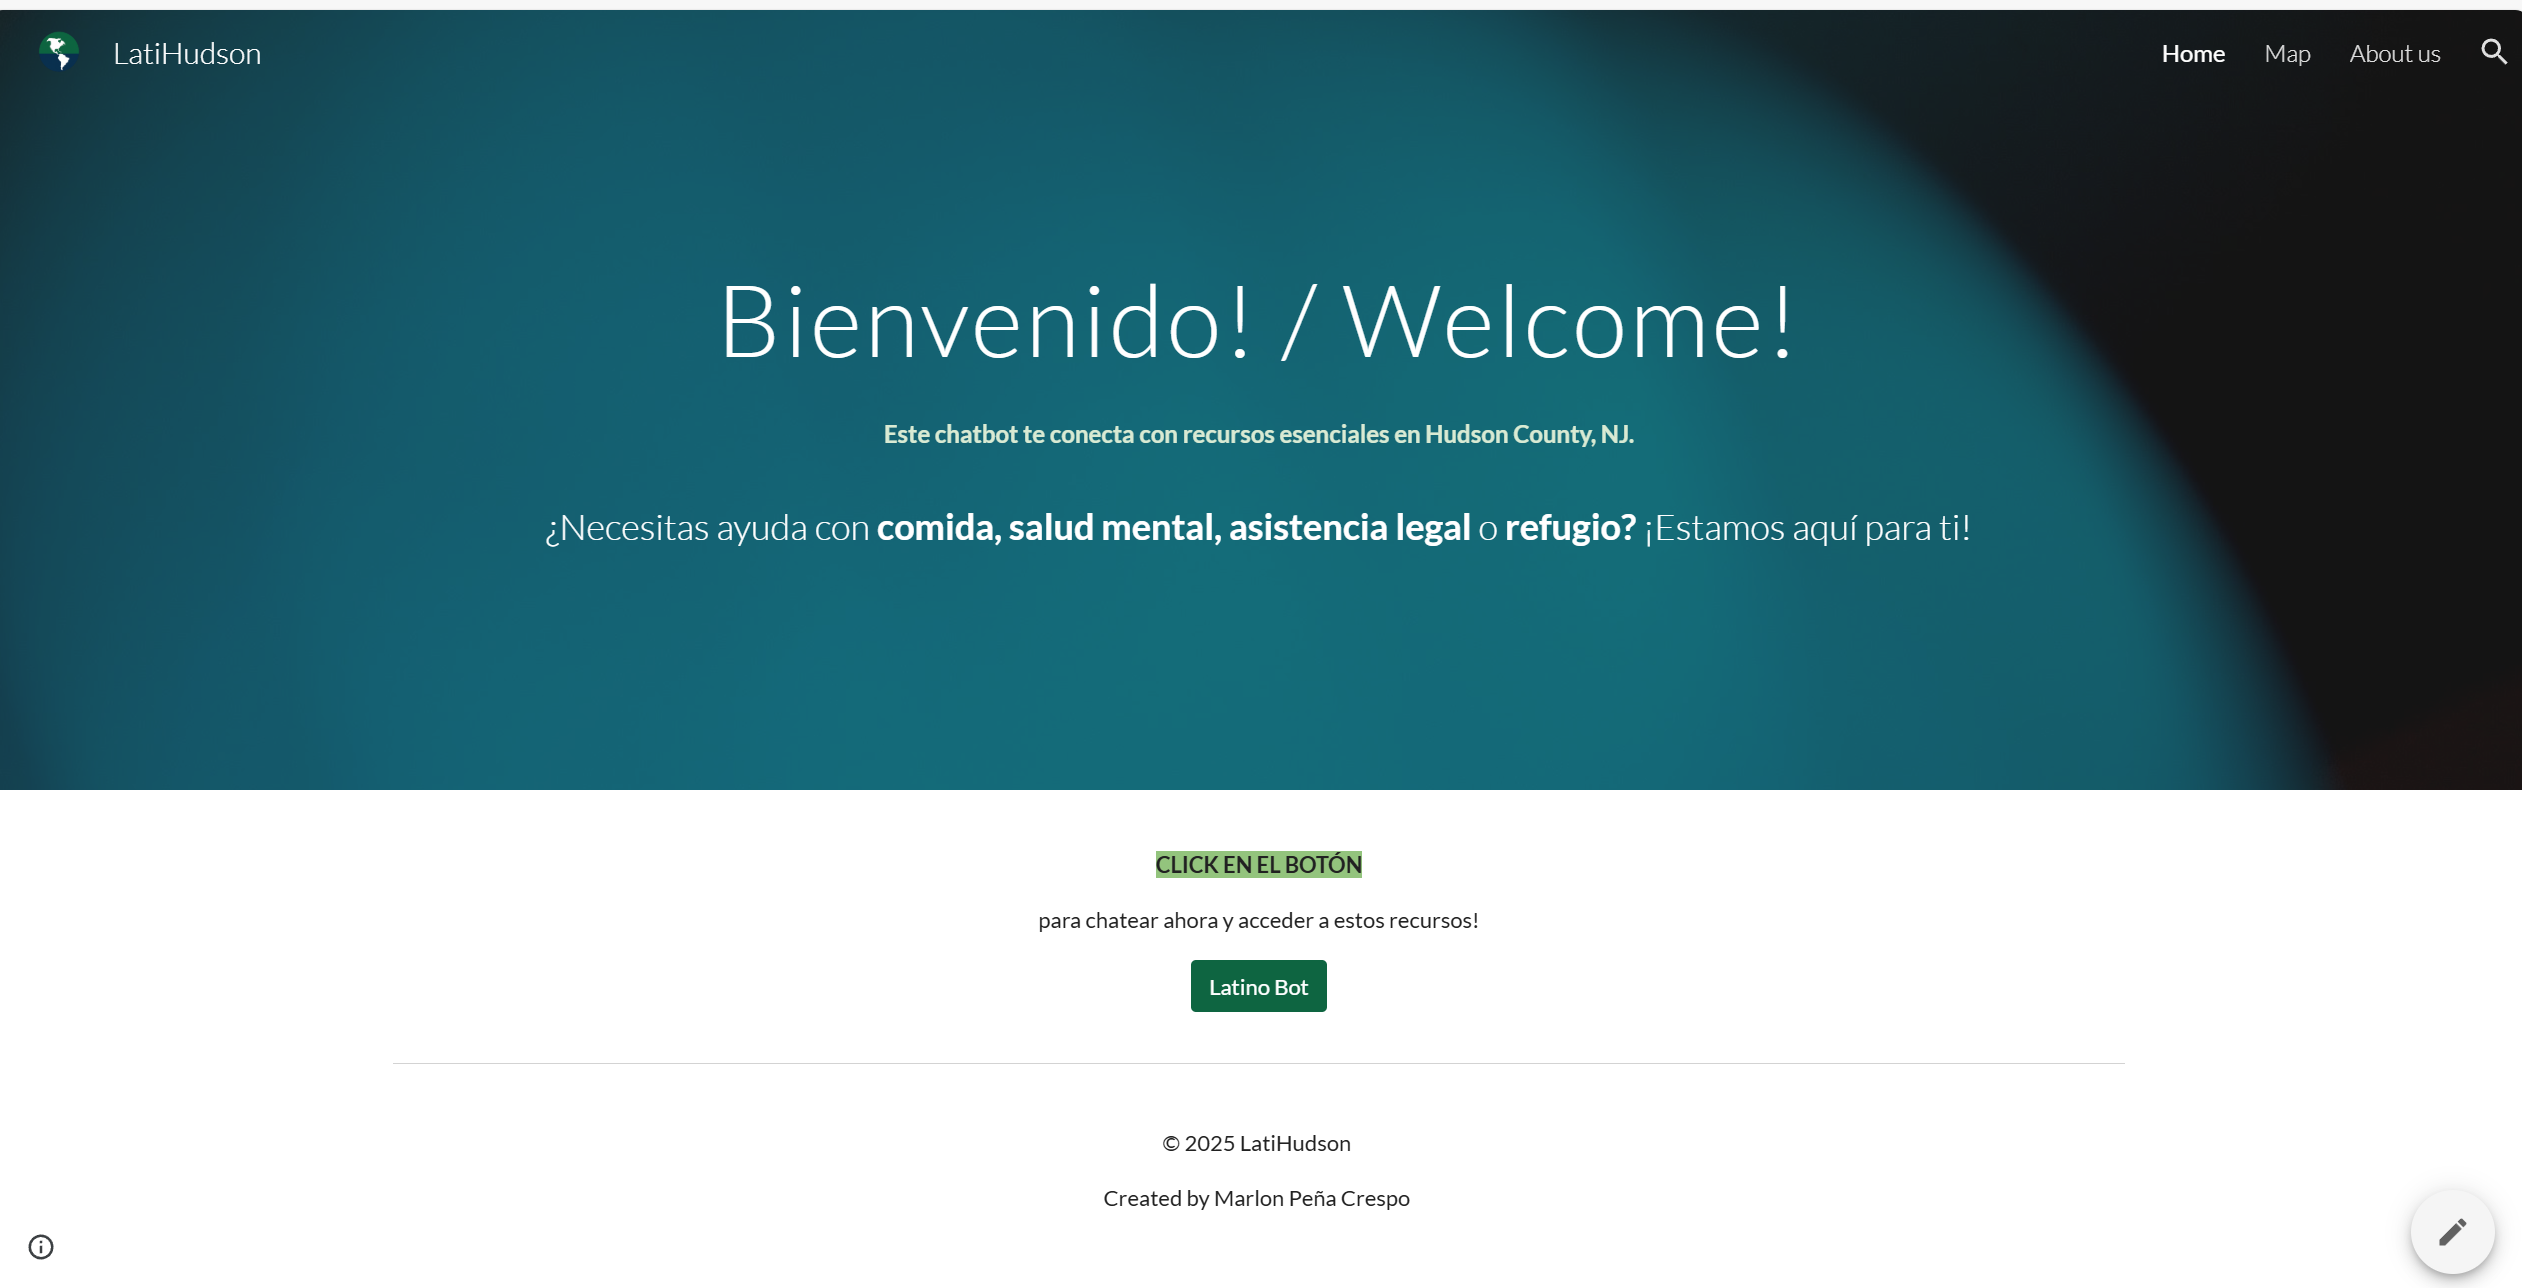 LatiHudson
Home Map About us
Bienvenido! / Welcome!
Este chatbot te conecta con recursos esenciales en Hudson County, NJ.
¿Necesitas ayuda con comida, salud mental, asistencia legal o refugio? ¡Estamos aquí para ti!
CLICK EN EL BOTÓN
para chatear ahora y acceder a estos recursos!
Latino Bot
© 2025 LatiHudson
Created by Marlon Peña Crespo